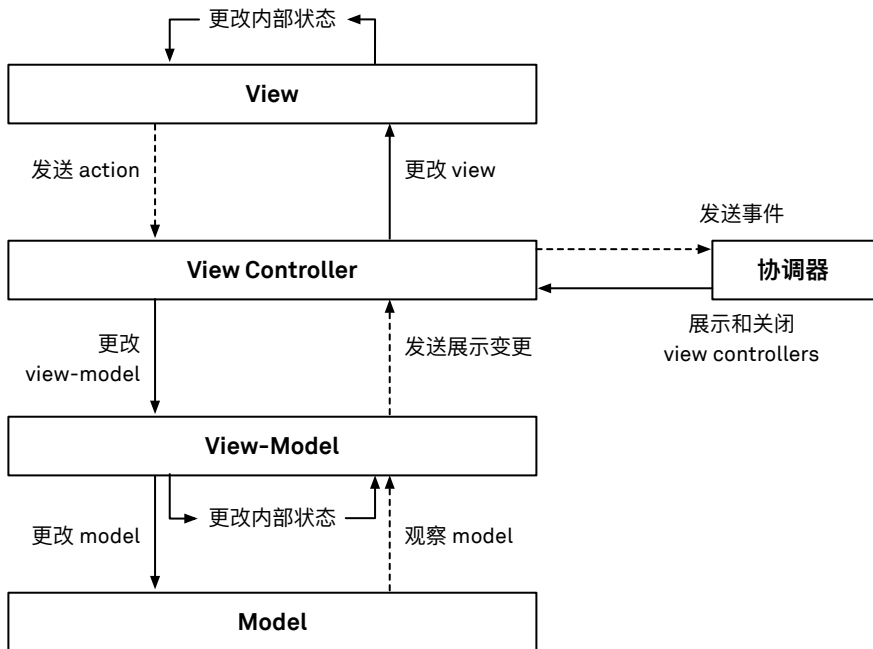 更改内部状态
View
发送 action
更改 view
发送事件
View Controller
协调器
更改
view-model
发送展示变更
展示和关闭
view controllers
View-Model
更改内部状态
更改 model
观察 model
Model